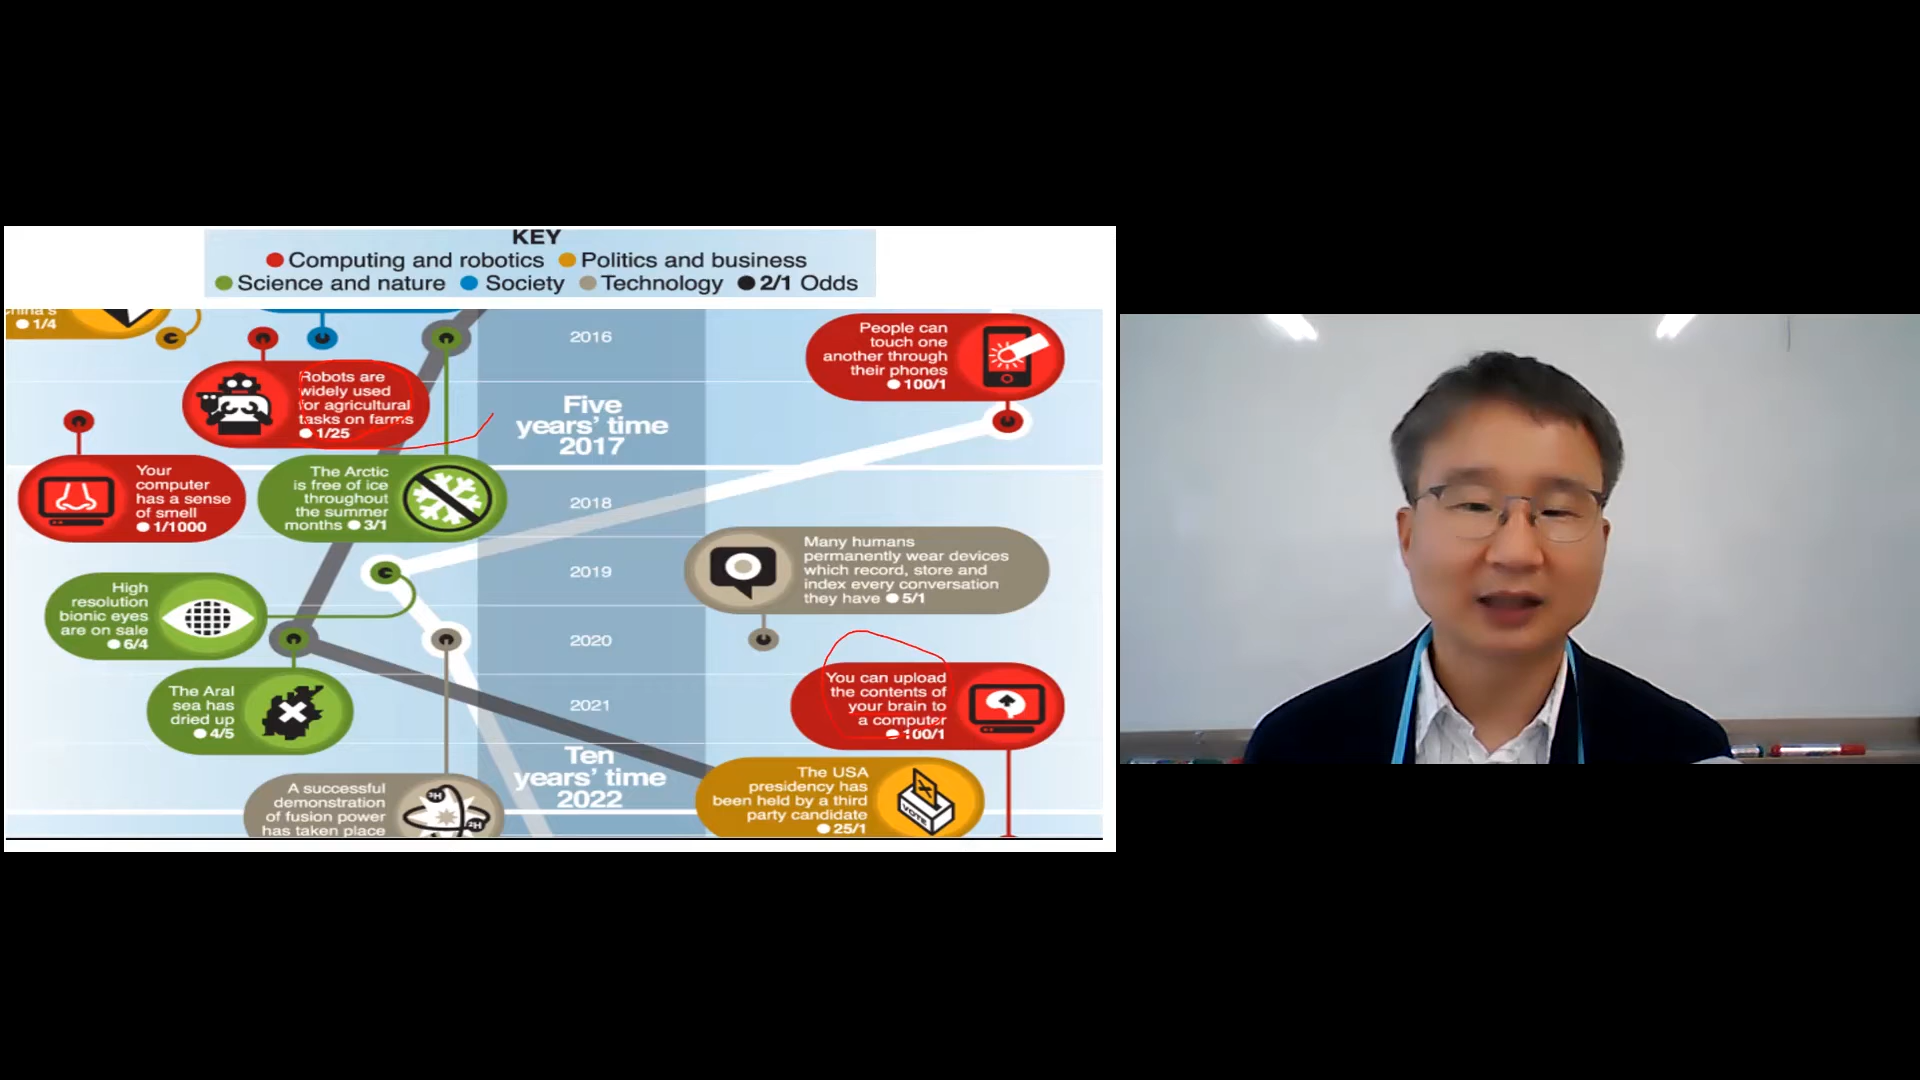 KEY
Computing and robotics Politics and business
Science and nature Society Technology 2/1 Odds
china's
1/4
2016
People can
touch one
another through
their phones
100/1
Robots are
widely used
for agricultural
tasks on farms
1/25
Five
years' time
2017
Your
computer
has a sense
of smell
1/1000
The Arctic
is free of ice
throughout
the summer
months 3/1
2018
2019
Many humans
permanently wear devices
which record, store and
index every conversation
they have 5/1
High
resolution
bionic eyes
are on sale
6/4
2020
The Aral
sea has
dried up
4/5
2021
You can upload
the contents of
your brain to
a computer
100/1
Ten
years' time
2022
A successful
demonstration
of fusion power
has taken place
3H
2H
The USA
presidency has
been held by a third
party candidate
25/1
VOTE